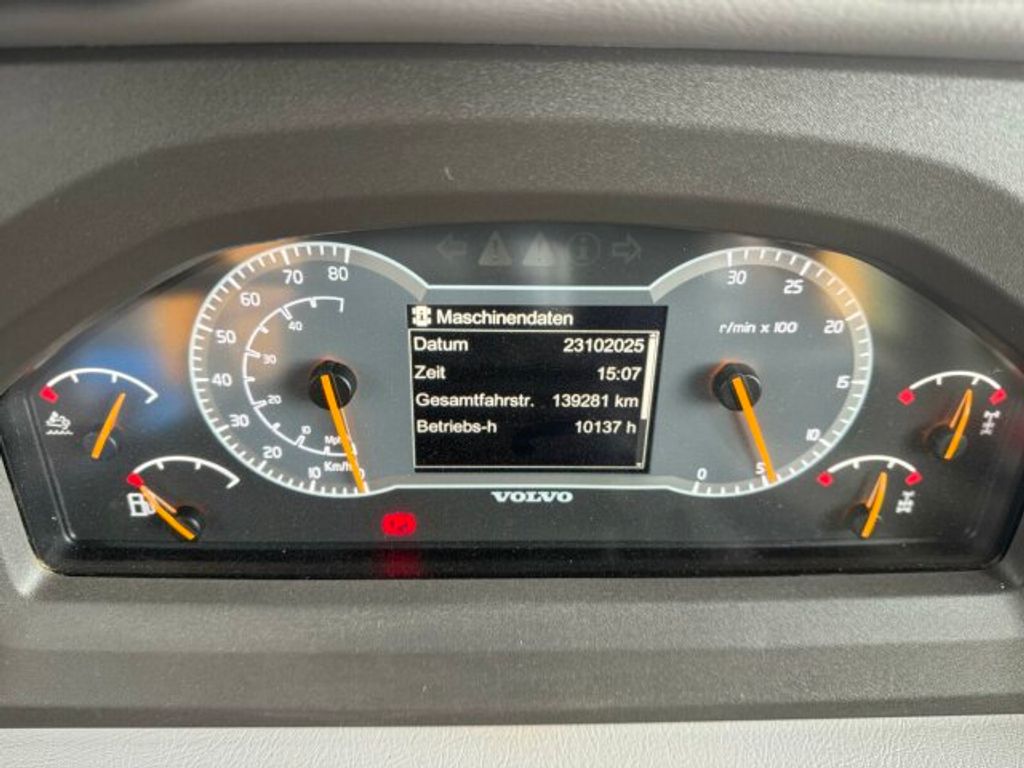 Maschinendaten
Datum 23102025
Zeit 15:07
Gesamtfahrstr. 139281 km
Betriebs-h 10137 h
80
70
60
50
40
30
20
10
0
40
30
20
10
Mph
Km/h
30
25
20
15
10
5
0
r/min x 100
VOLVO